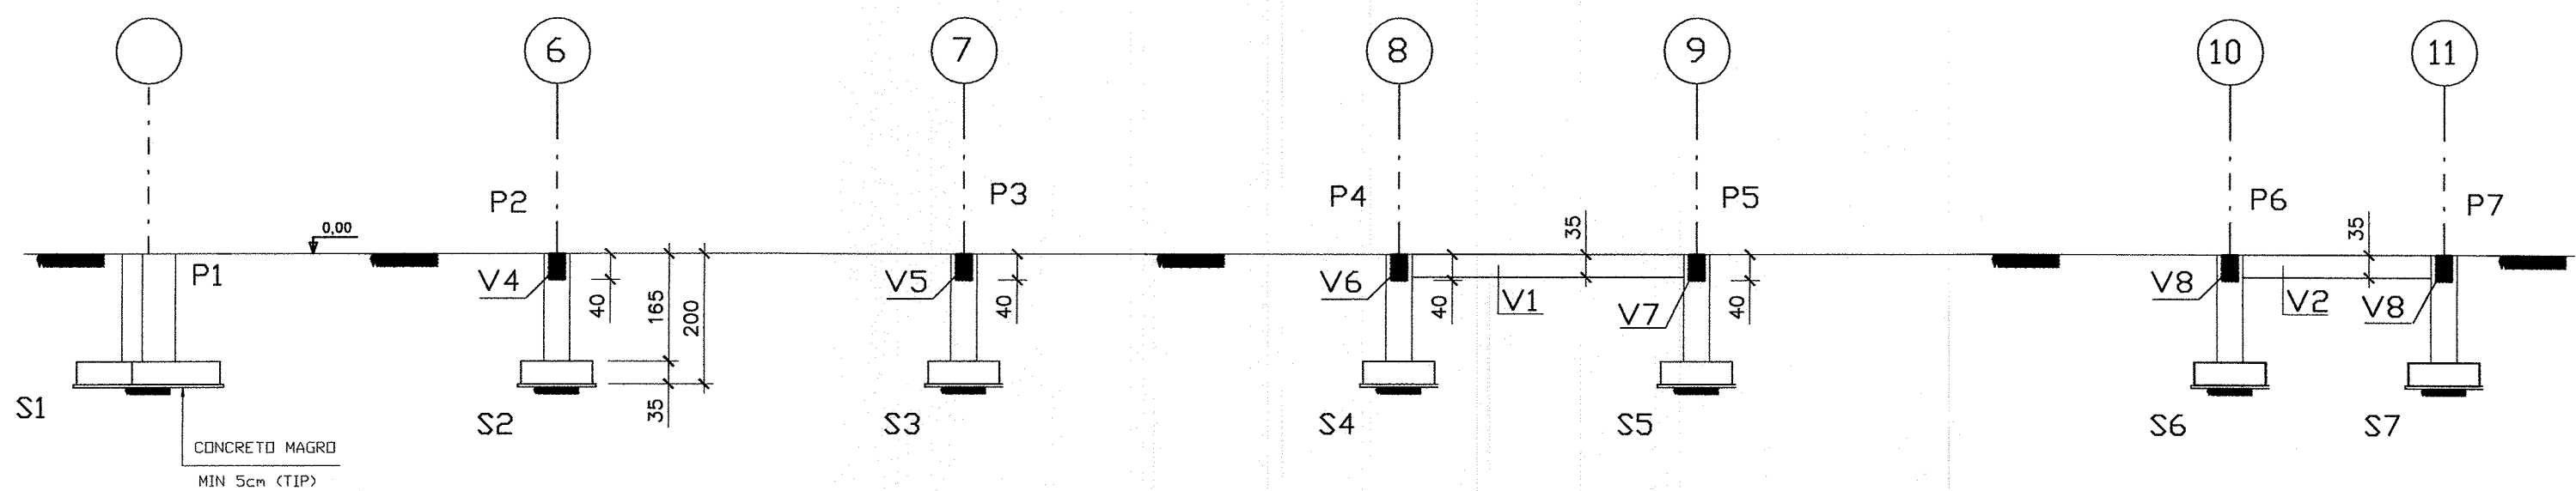 6
7
8
9
10
11
P2
P3
P4
P5
P6
P7
0,00
35
35
P1
V4
V5
V6
V1
V7
V8
V2
V8
40
165
200
40
40
40
35
S1
S2
S3
S4
S5
S6
S7
CONCRETO MAGRO
MIN 5cm (TIP)